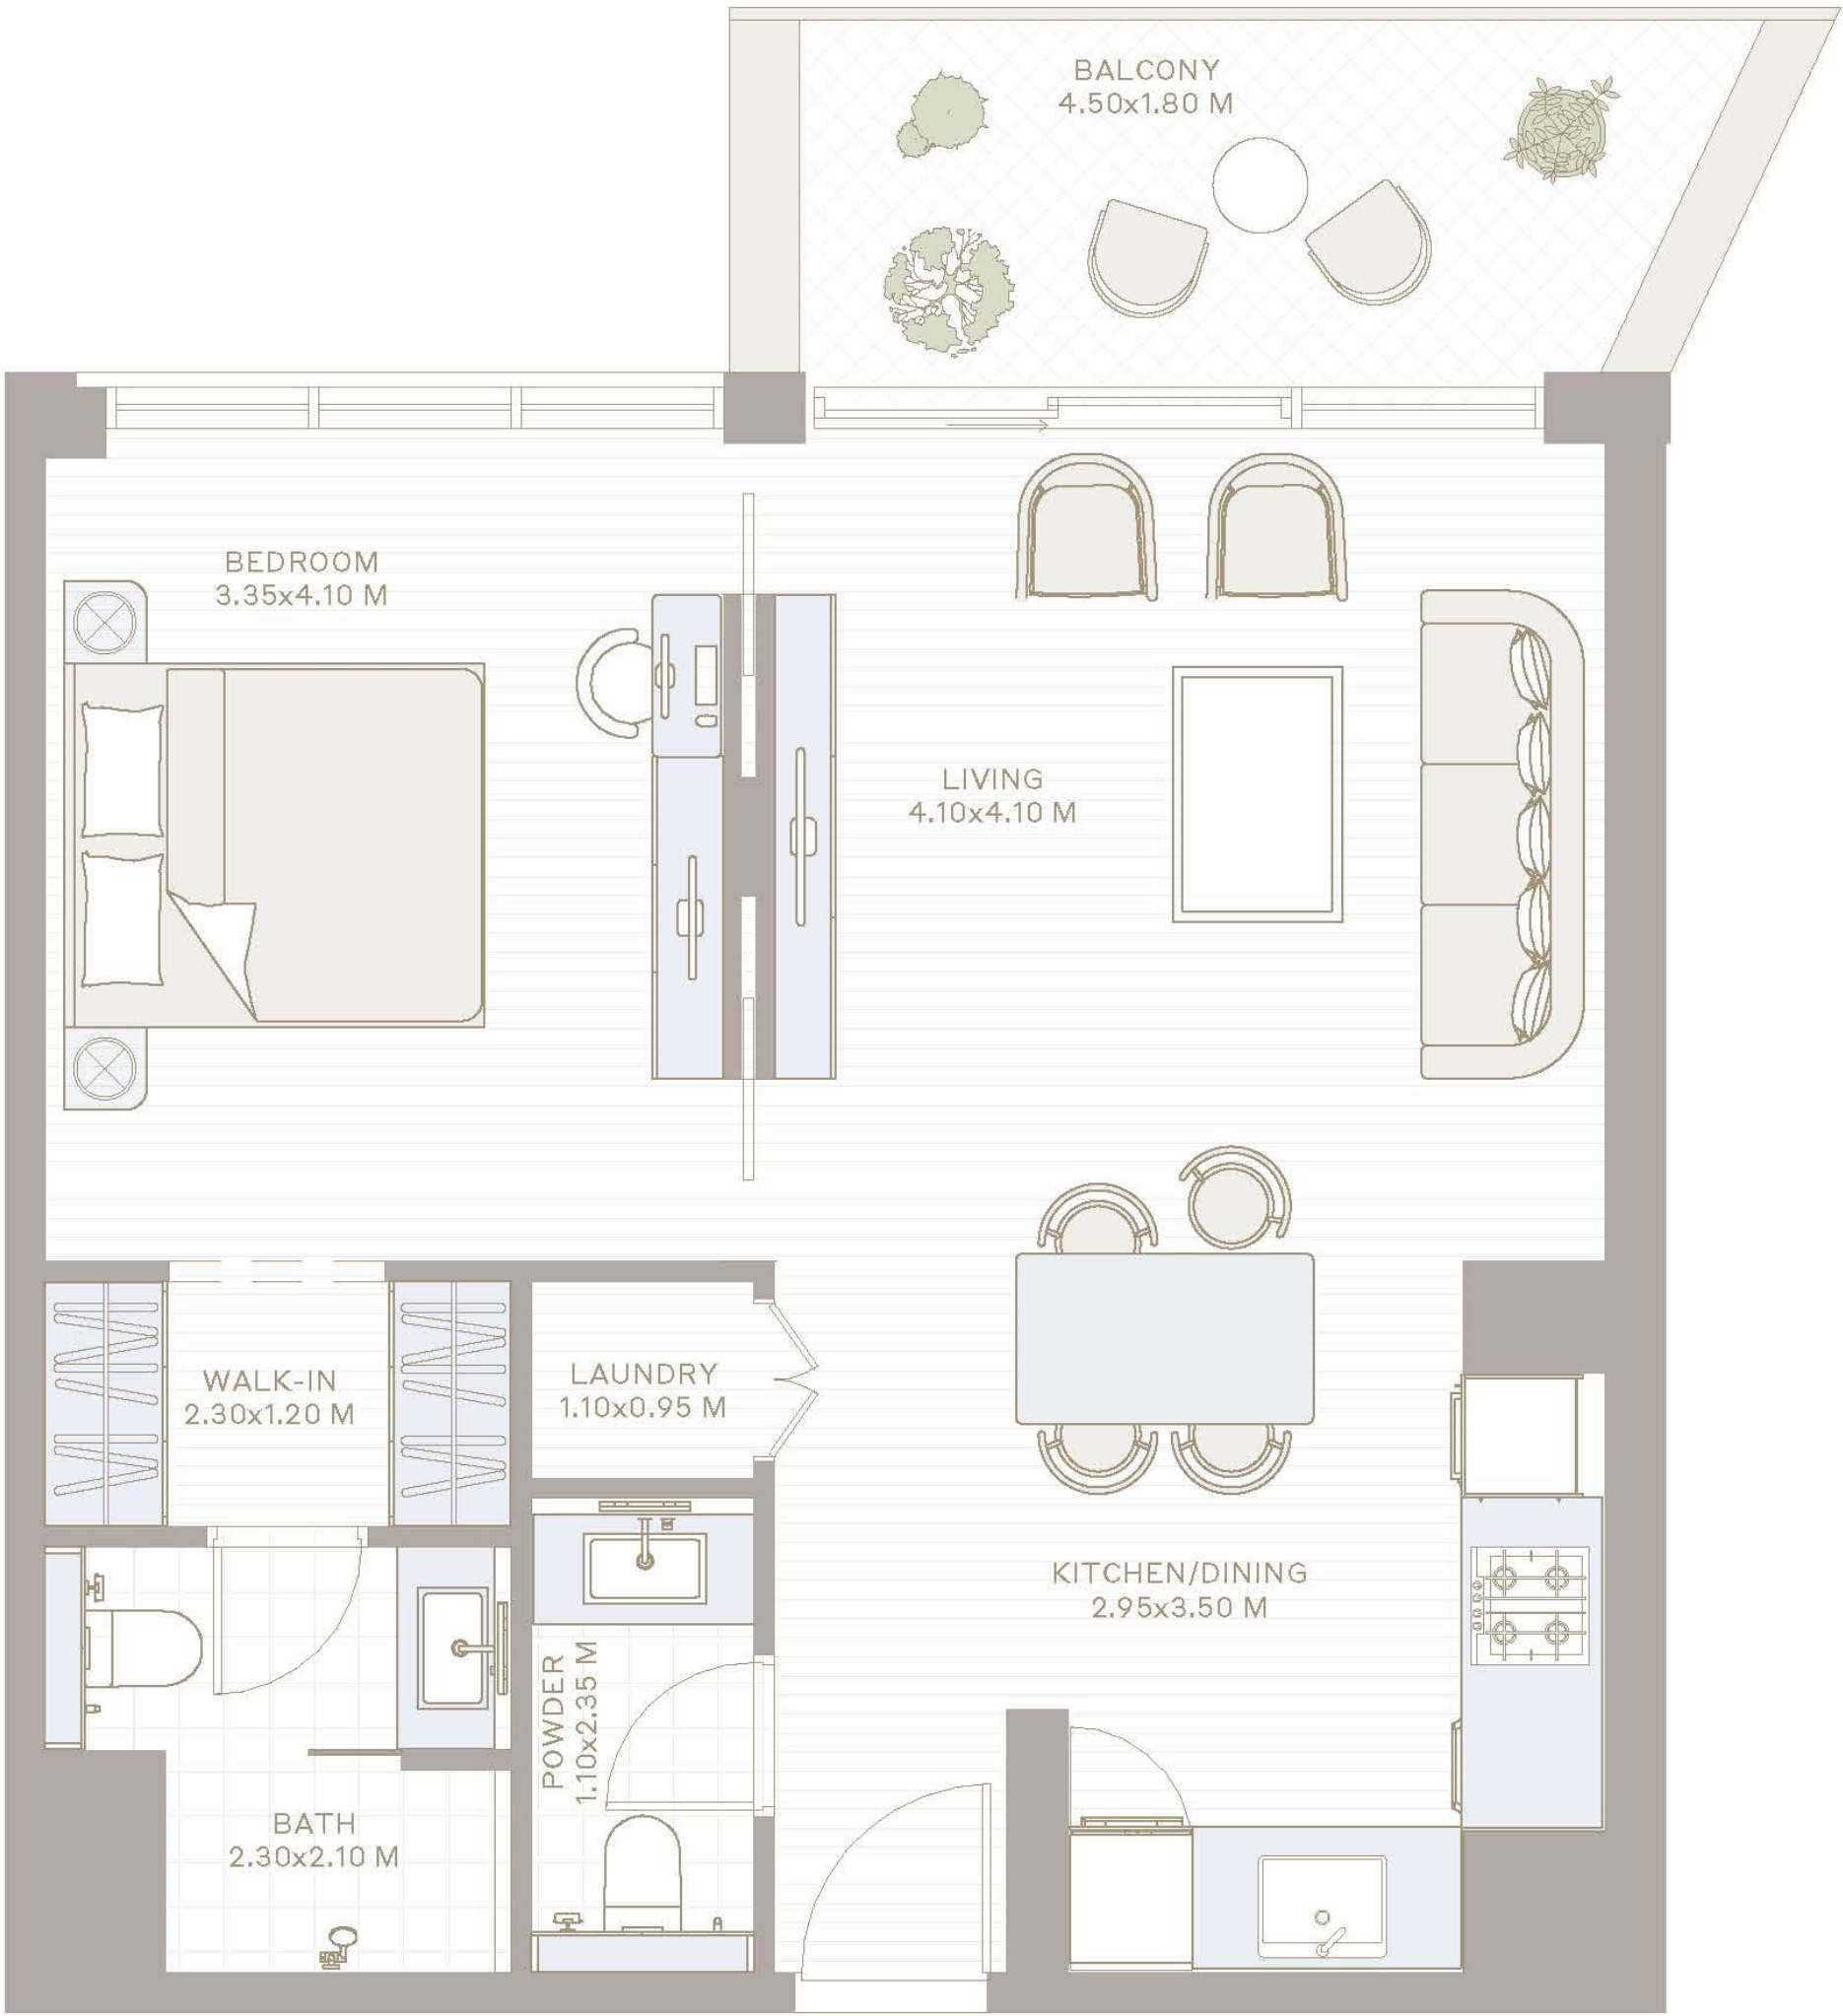 BALCONY
4.50x1.80 M
BEDROOM
3.35x4.10 M
LIVING
4.10x4.10 M
WALK-IN
2.30x1.20 M
LAUNDRY
1.10x0.95 M
KITCHEN/DINING
2.95x3.50 M
POWDER
1.10x2.35 M
BATH
2.30x2.10 M